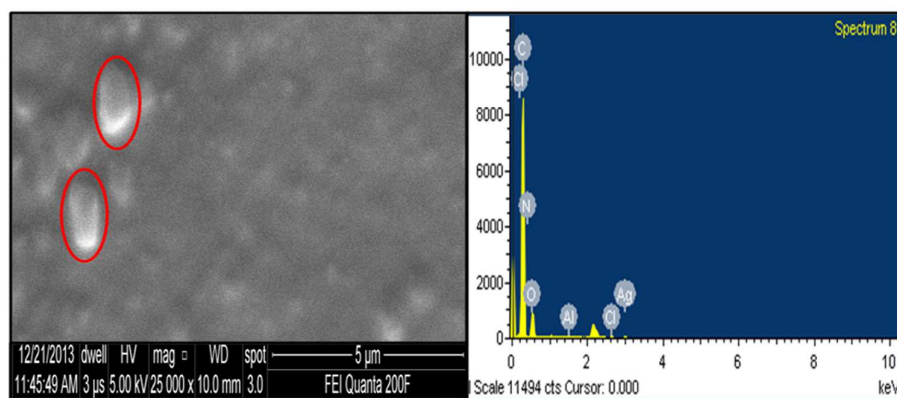 12/21/2013 dwell HV mag □ WD spot 5 µm
11:45:49 AM 3 µs 5.00 kV 25 000 x 10.0 mm 3.0 FEI Quanta 200F
Spectrum 8
10000
8000
6000
4000
2000
0
C
Cl
N
O
Al
Cl
Ag
0 2 4 6 8 10
l Scale 11494 cts Cursor: 0.000 keV